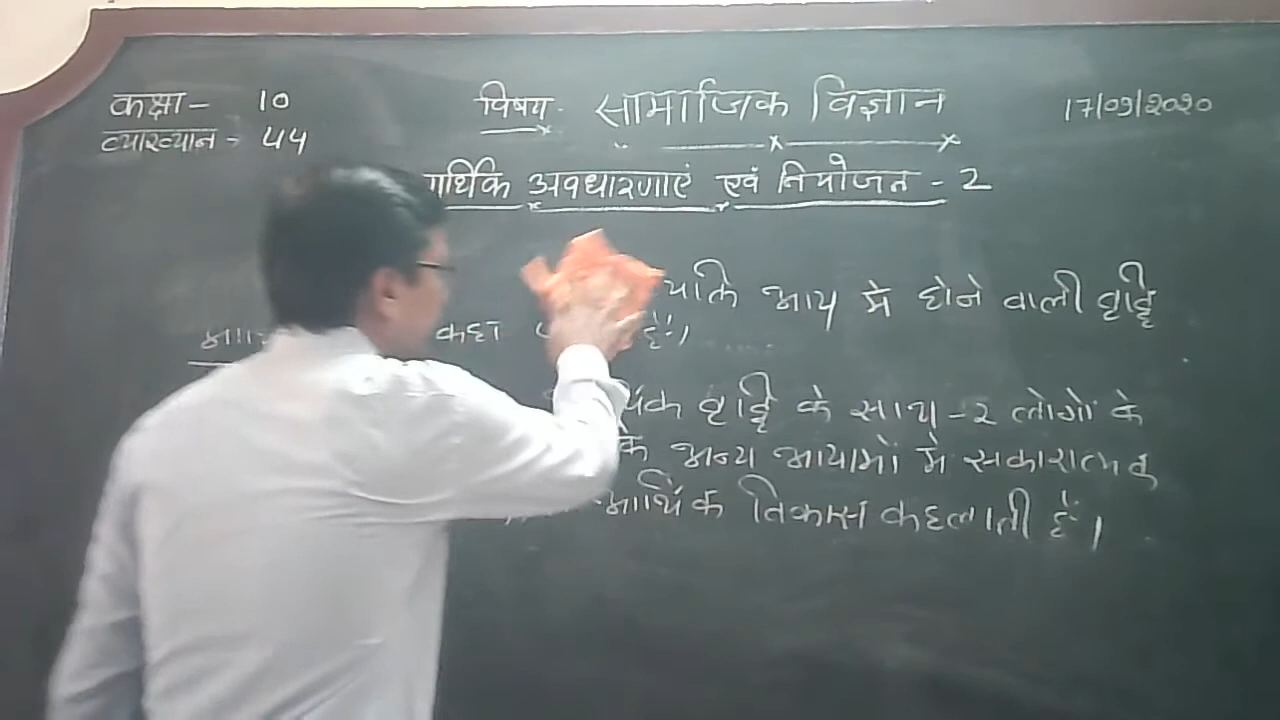 कक्षा- 10 विषय- सामाजिक विज्ञान 17/09/2020
व्याख्यान - 44
आर्थिक अवधारणाएं एवं नियोजन - 2
आय में होने वाली वृद्धि
कहा है।
वृद्धि के साथ-2 लोगों के
अन्य आयामों में सकारात्मक
आर्थिक विकास कहलाती है।